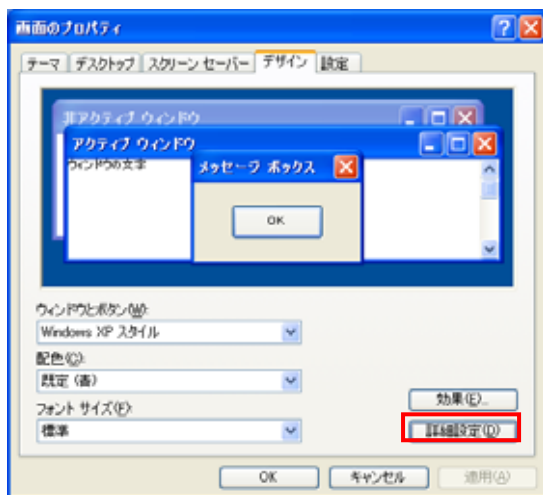 画面のプロパティ
テーマ デスクトップ スクリーン セーバー デザイン 設定
非アクティブ ウィンドウ
アクティブ ウィンドウ
ウィンドウの文字
メッセージ ボックス
OK
ウィンドウとボタン(W):
Windows XP スタイル
配色(C):
既定 (青)
フォント サイズ(F):
標準
効果(E)...
詳細設定(D)
OK キャンセル 適用(A)